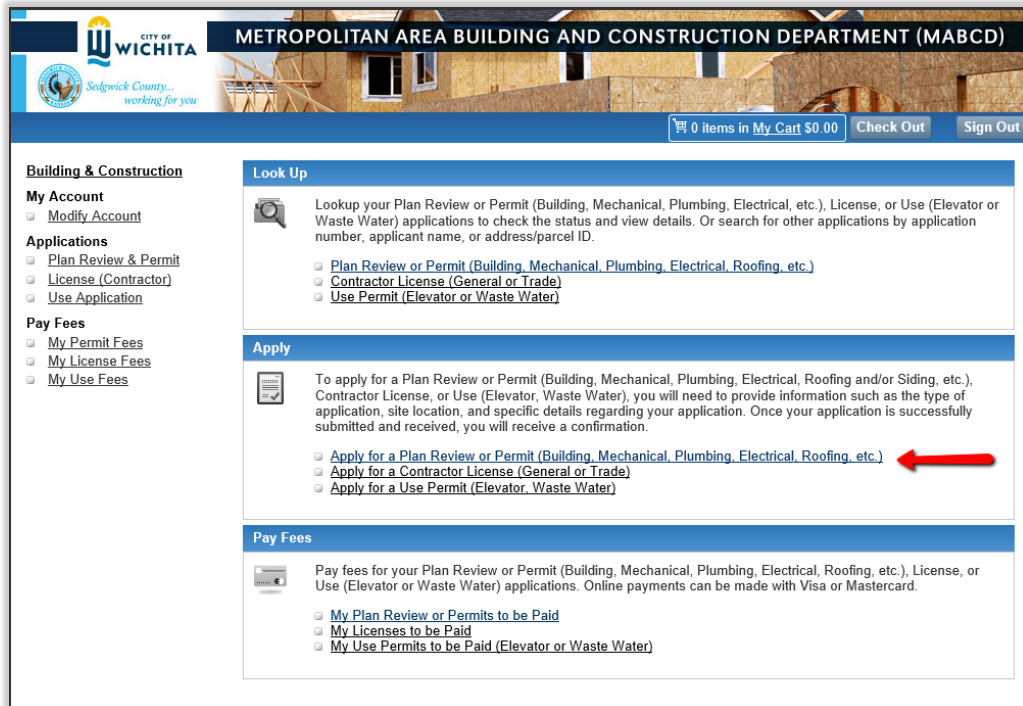 CITY OF
WICHITA
Sedgwick County...
working for you
METROPOLITAN AREA BUILDING AND CONSTRUCTION DEPARTMENT (MABCD)
0 items in My Cart $0.00
Check Out
Sign Out
Building & Construction
My Account
Modify Account
Applications
Plan Review & Permit
License (Contractor)
Use Application
Pay Fees
My Permit Fees
My License Fees
My Use Fees
Look Up
Lookup your Plan Review or Permit (Building, Mechanical, Plumbing, Electrical, etc.), License, or Use (Elevator or
Waste Water) applications to check the status and view details. Or search for other applications by application
number, applicant name, or address/parcel ID.
Plan Review or Permit (Building, Mechanical, Plumbing, Electrical, Roofing, etc.)
Contractor License (General or Trade)
Use Permit (Elevator or Waste Water)
Apply
To apply for a Plan Review or Permit (Building, Mechanical, Plumbing, Electrical, Roofing and/or Siding, etc.),
Contractor License, or Use (Elevator, Waste Water), you will need to provide information such as the type of
application, site location, and specific details regarding your application. Once your application is successfully
submitted and received, you will receive a confirmation.
Apply for a Plan Review or Permit (Building, Mechanical, Plumbing, Electrical, Roofing, etc.)
Apply for a Contractor License (General or Trade)
Apply for a Use Permit (Elevator, Waste Water)
Pay Fees
Pay fees for your Plan Review or Permit (Building, Mechanical, Plumbing, Electrical, Roofing, etc.), License, or
Use (Elevator or Waste Water) applications. Online payments can be made with Visa or Mastercard.
My Plan Review or Permits to be Paid
My Licenses to be Paid
My Use Permits to be Paid (Elevator or Waste Water)